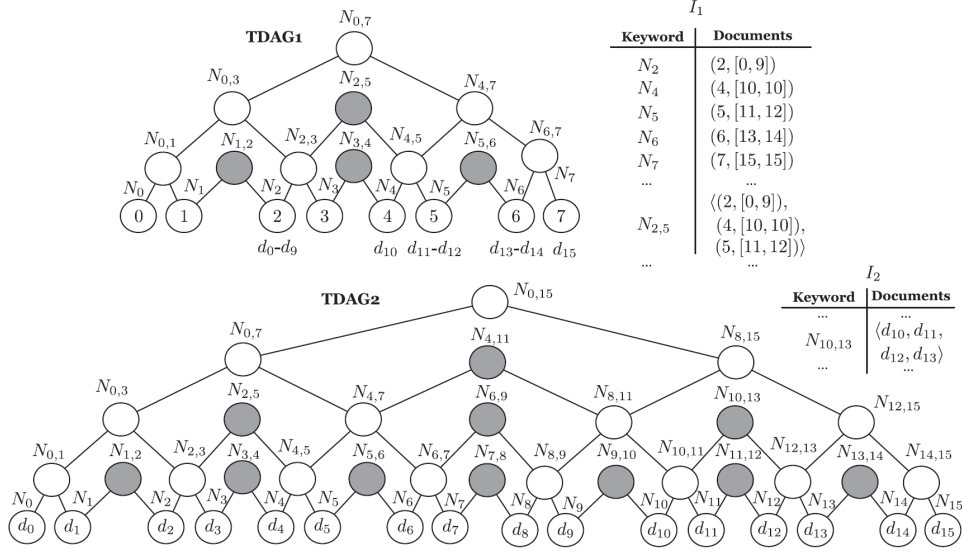 TDAG1
N0,7
N0,3 N2,5 N4,7
N0,1 N1,2 N2,3 N3,4 N4,5 N5,6 N6,7
N0 N1 N2 N3 N4 N5 N6 N7
0 1 2 3 4 5 6 7
d0-d9 d10 d11-d12 d13-d14 d15
I1
Keyword Documents
N2 (2, [0, 9])
N4 (4, [10, 10])
N5 (5, [11, 12])
N6 (6, [13, 14])
N7 (7, [15, 15])
... ...
⟨(2, [0, 9]),
N2,5 (4, [10, 10]),
(5, [11, 12])⟩
... ...
TDAG2
N0,15
N0,7 N4,11 N8,15
N0,3 N2,5 N4,7 N6,9 N8,11 N10,13 N12,15
N0,1 N1,2 N2,3 N3,4 N4,5 N5,6 N6,7 N7,8 N8,9 N9,10 N10,11 N11,12 N12,13 N13,14 N14,15
N0 N1 N2 N3 N4 N5 N6 N7 N8 N9 N10 N11 N12 N13 N14 N15
d0 d1 d2 d3 d4 d5 d6 d7 d8 d9 d10 d11 d12 d13 d14 d15
I2
Keyword Documents
... ...
N10,13 ⟨d10, d11,
d12, d13⟩
... ...